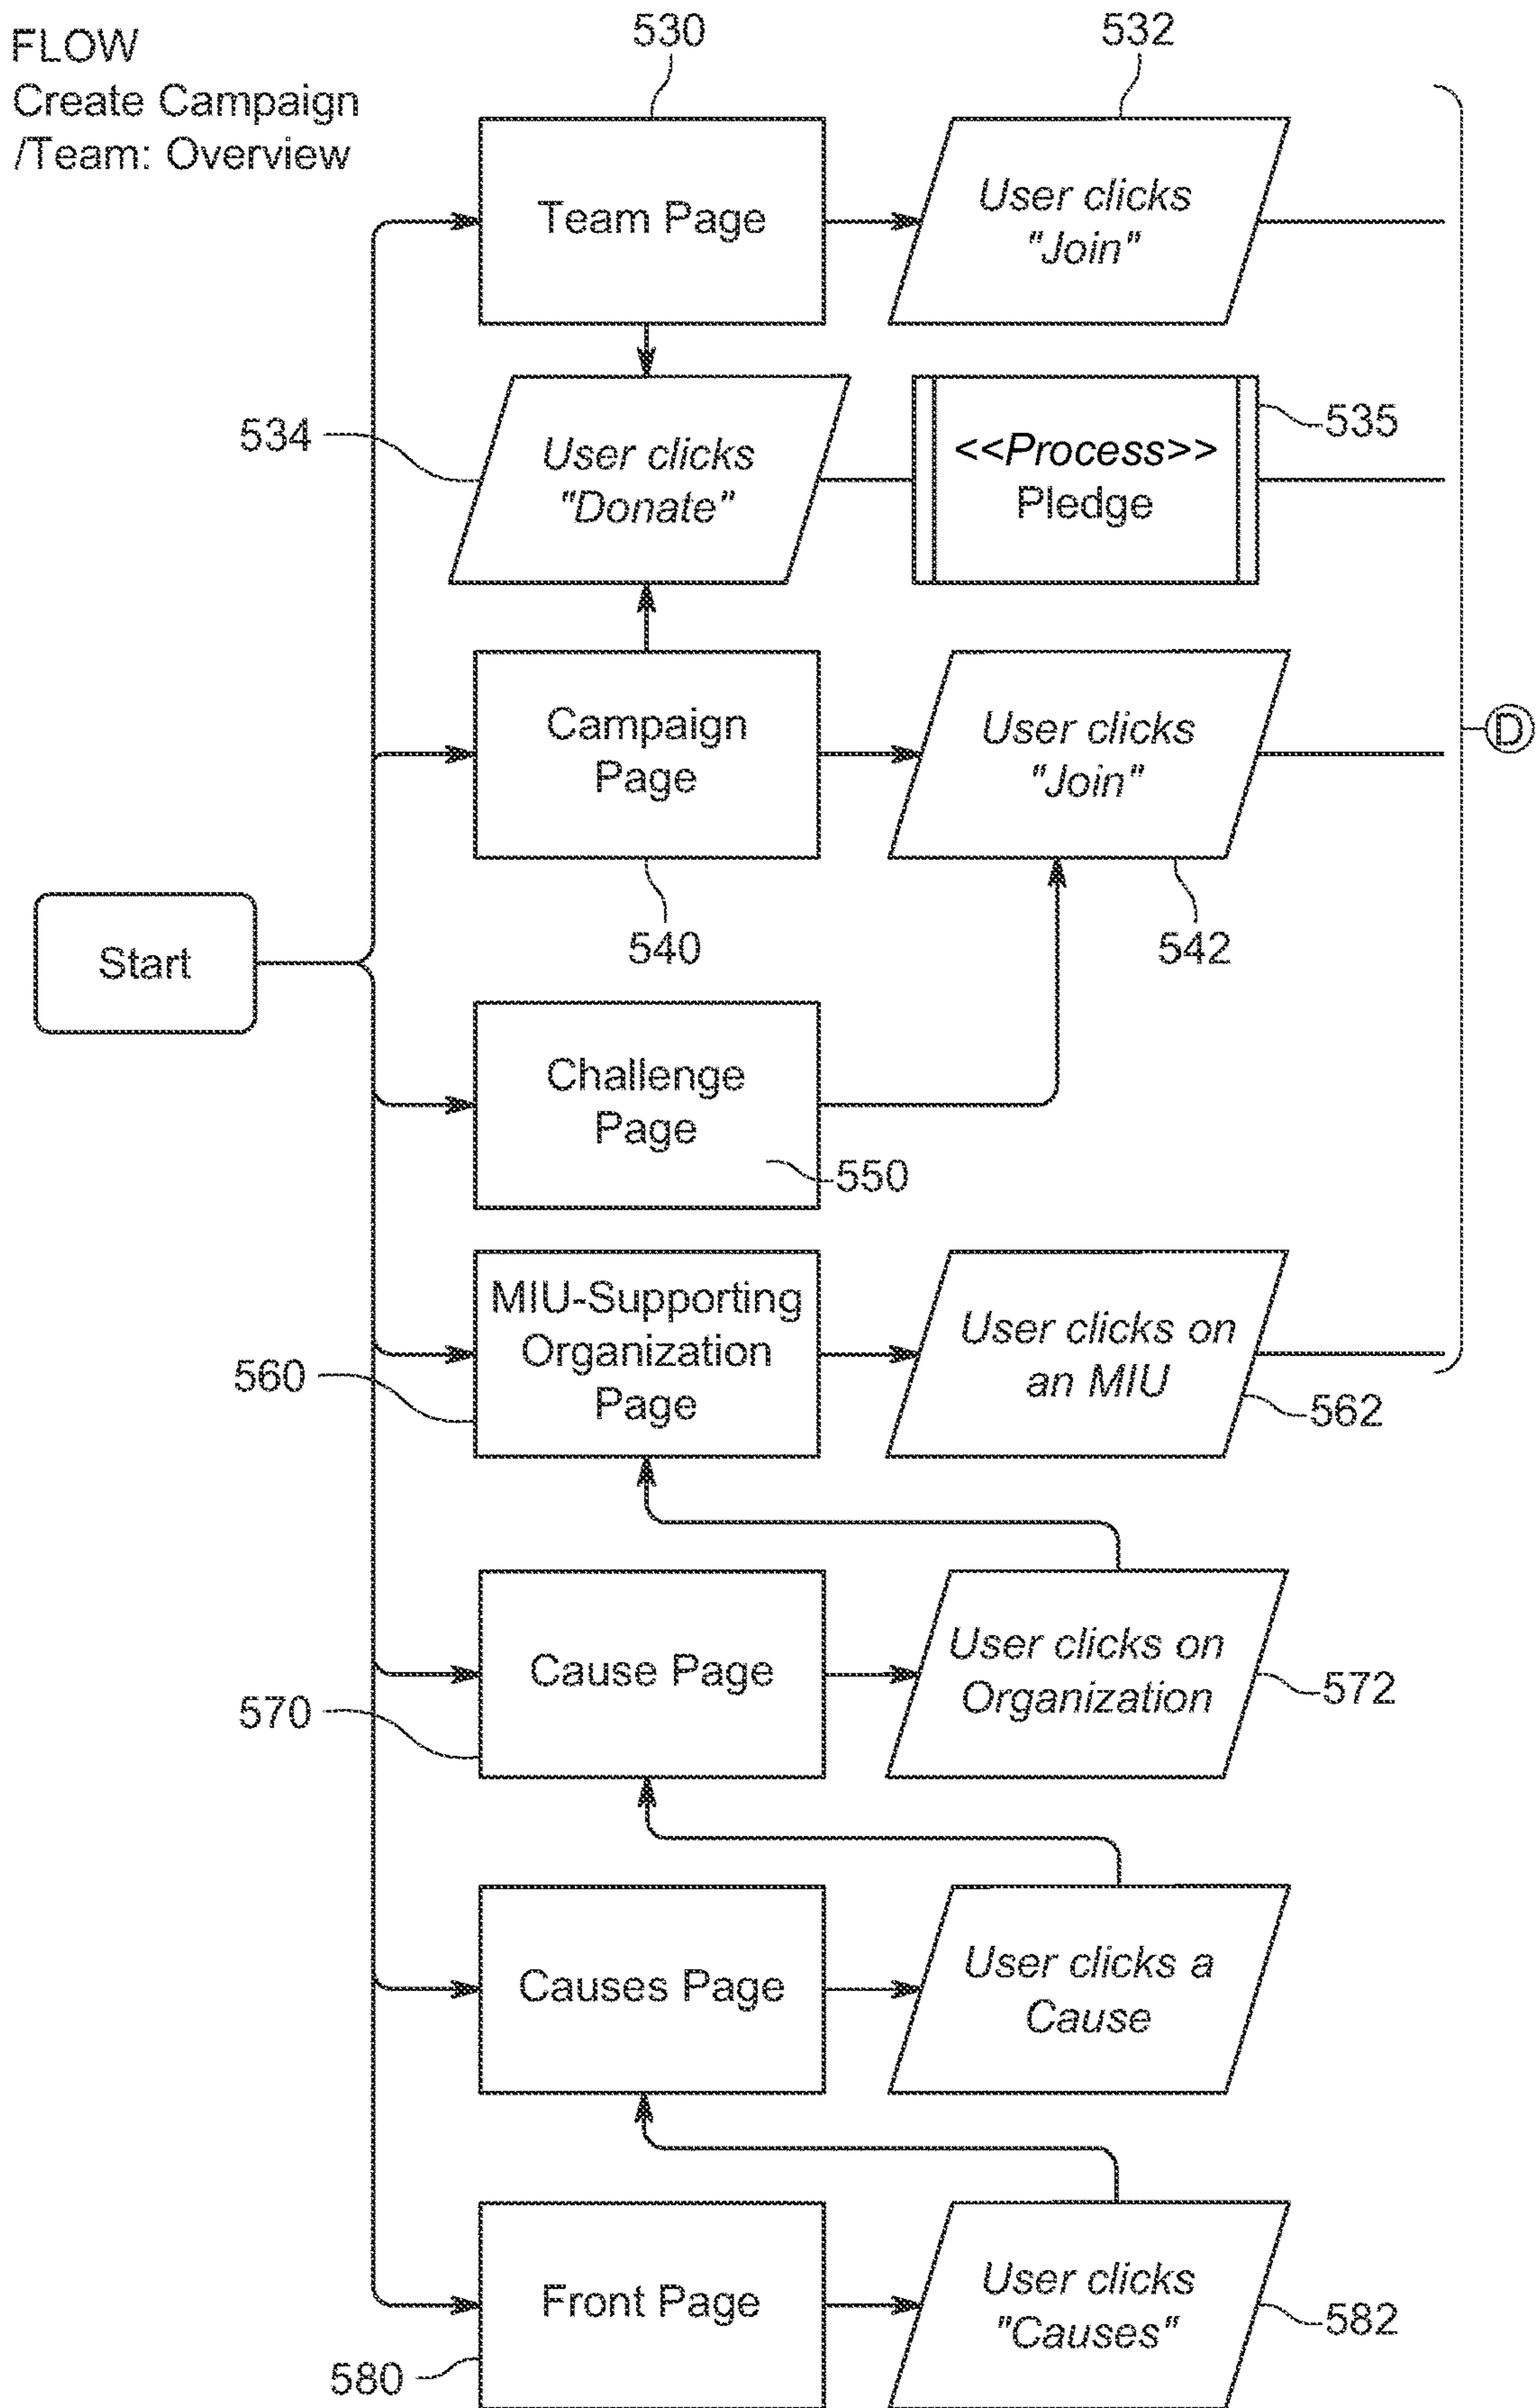 FLOW
Create Campaign
/Team: Overview
530
532
Team Page
User clicks
"Join"
534
User clicks
"Donate"
<<Process>>
Pledge
535
Campaign
Page
User clicks
"Join"
D
540
542
Start
Challenge
Page
550
MIU-Supporting
Organization
Page
560
User clicks on
an MIU
562
Cause Page
570
User clicks on
Organization
572
Causes Page
User clicks a
Cause
Front Page
580
User clicks
"Causes"
582